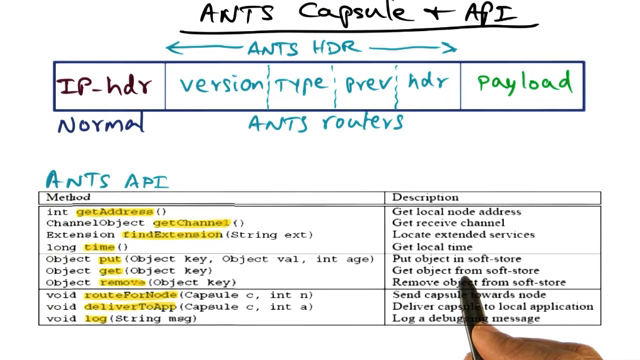 ANTS Capsule + API
ANTS HDR
IP-hdr version Type prev hdr Payload
Normal ANTS routers
ANTS API
Method Description
int getAddress() Get local node address
ChannelObject getChannel() Get receive channel
Extension findExtension(String ext) Locate extended services
long time() Get local time
Object put(Object key, Object val, int age) Put object in soft-store
Object get(Object key) Get object from soft-store
Object remove(Object key) Remove object from soft-store
void routeForNode(Capsule c, int n) Send capsule towards node
void deliverToApp(Capsule c, int a) Deliver capsule to local application
void log(String msg) Log a debugging message